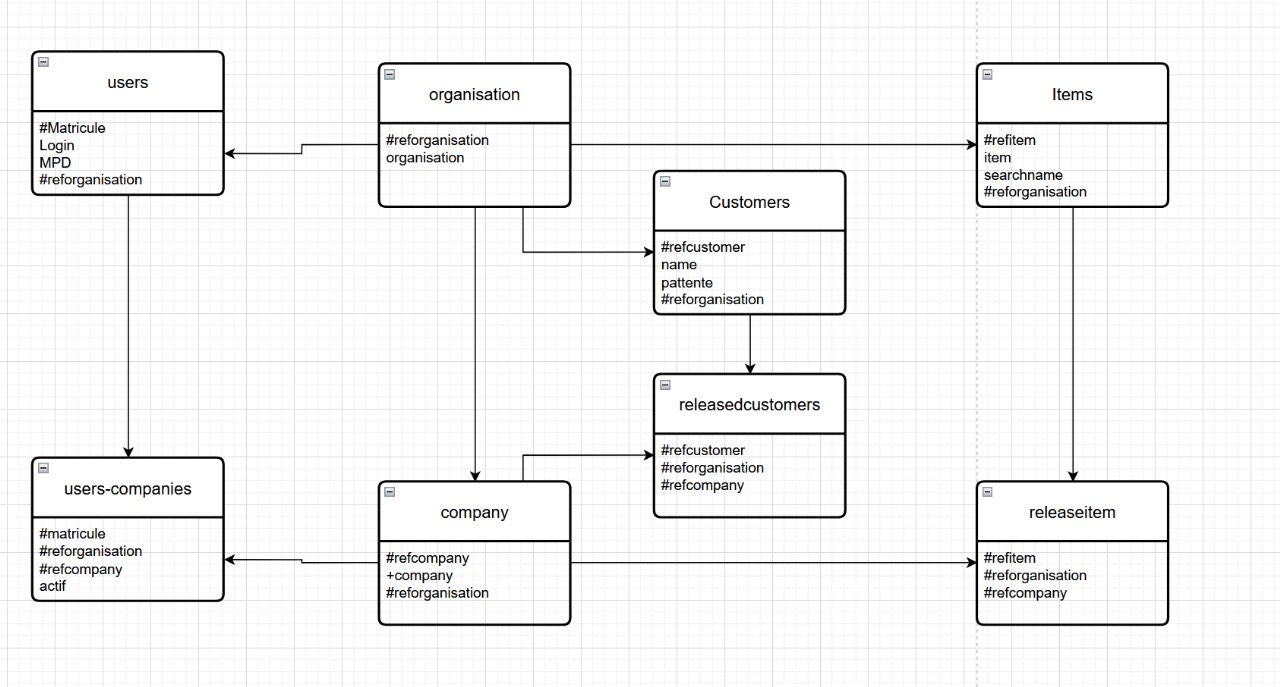 users
#Matricule
Login
MPD
#reforganisation
organisation
#reforganisation
organisation
Items
#refitem
item
searchname
#reforganisation
Customers
#refcustomer
name
pattente
#reforganisation
releasedcustomers
#refcustomer
#reforganisation
#refcompany
users-companies
#matricule
#reforganisation
#refcompany
actif
company
#refcompany
+company
#reforganisation
releaseitem
#refitem
#reforganisation
#refcompany